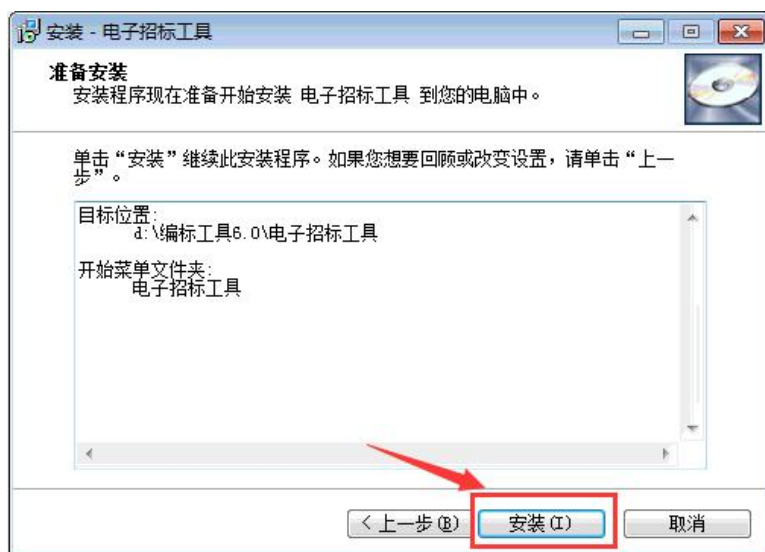 安装 - 电子招标工具
准备安装
安装程序现在准备开始安装 电子招标工具 到您的电脑中。
单击“安装”继续此安装程序。如果您想要回顾或改变设置，请单击“上一
步”。
目标位置:
d:\编标工具6.0\电子招标工具
开始菜单文件夹:
电子招标工具
< 上一步(B) 安装(I) 取消